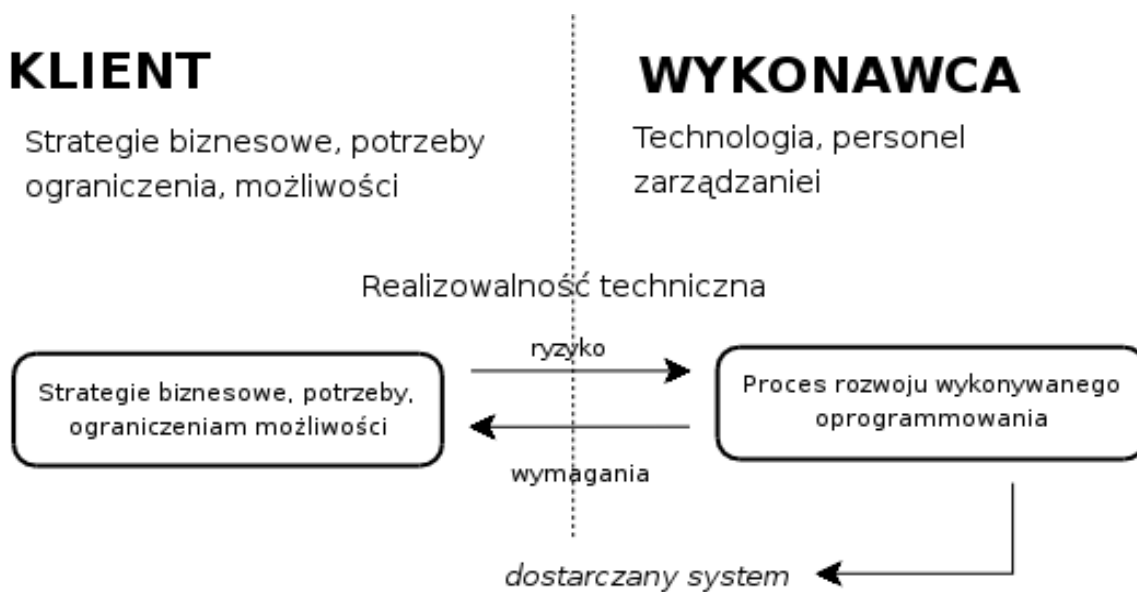 KLIENT
Strategie biznesowe, potrzeby
ograniczenia, możliwości
WYKONAWCA
Technologia, personel
zarządzaniei
Realizowalność techniczna
ryzyko
Strategie biznesowe, potrzeby,
ograniczeniam możliwości
Proces rozwoju wykonywanego
oprogrammowania
wymagania
dostarczany system